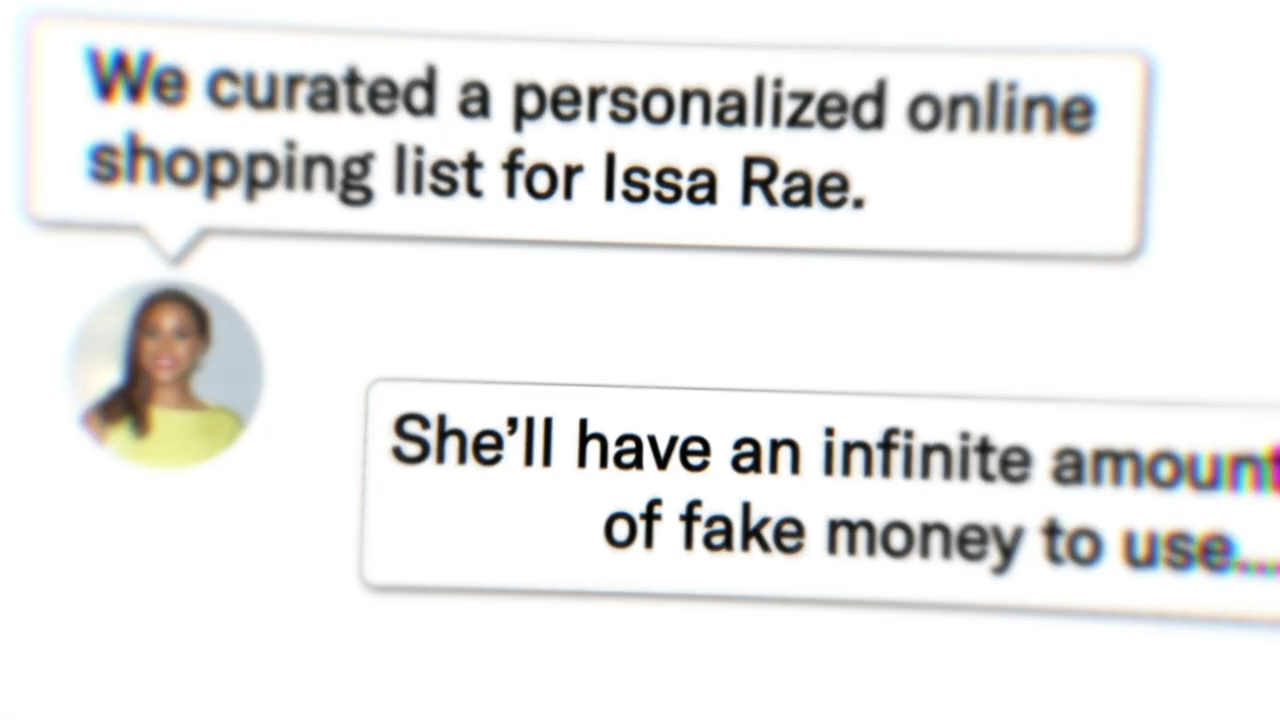 We curated a personalized online
shopping list for Issa Rae.
She’ll have an infinite amount
of fake money to use...